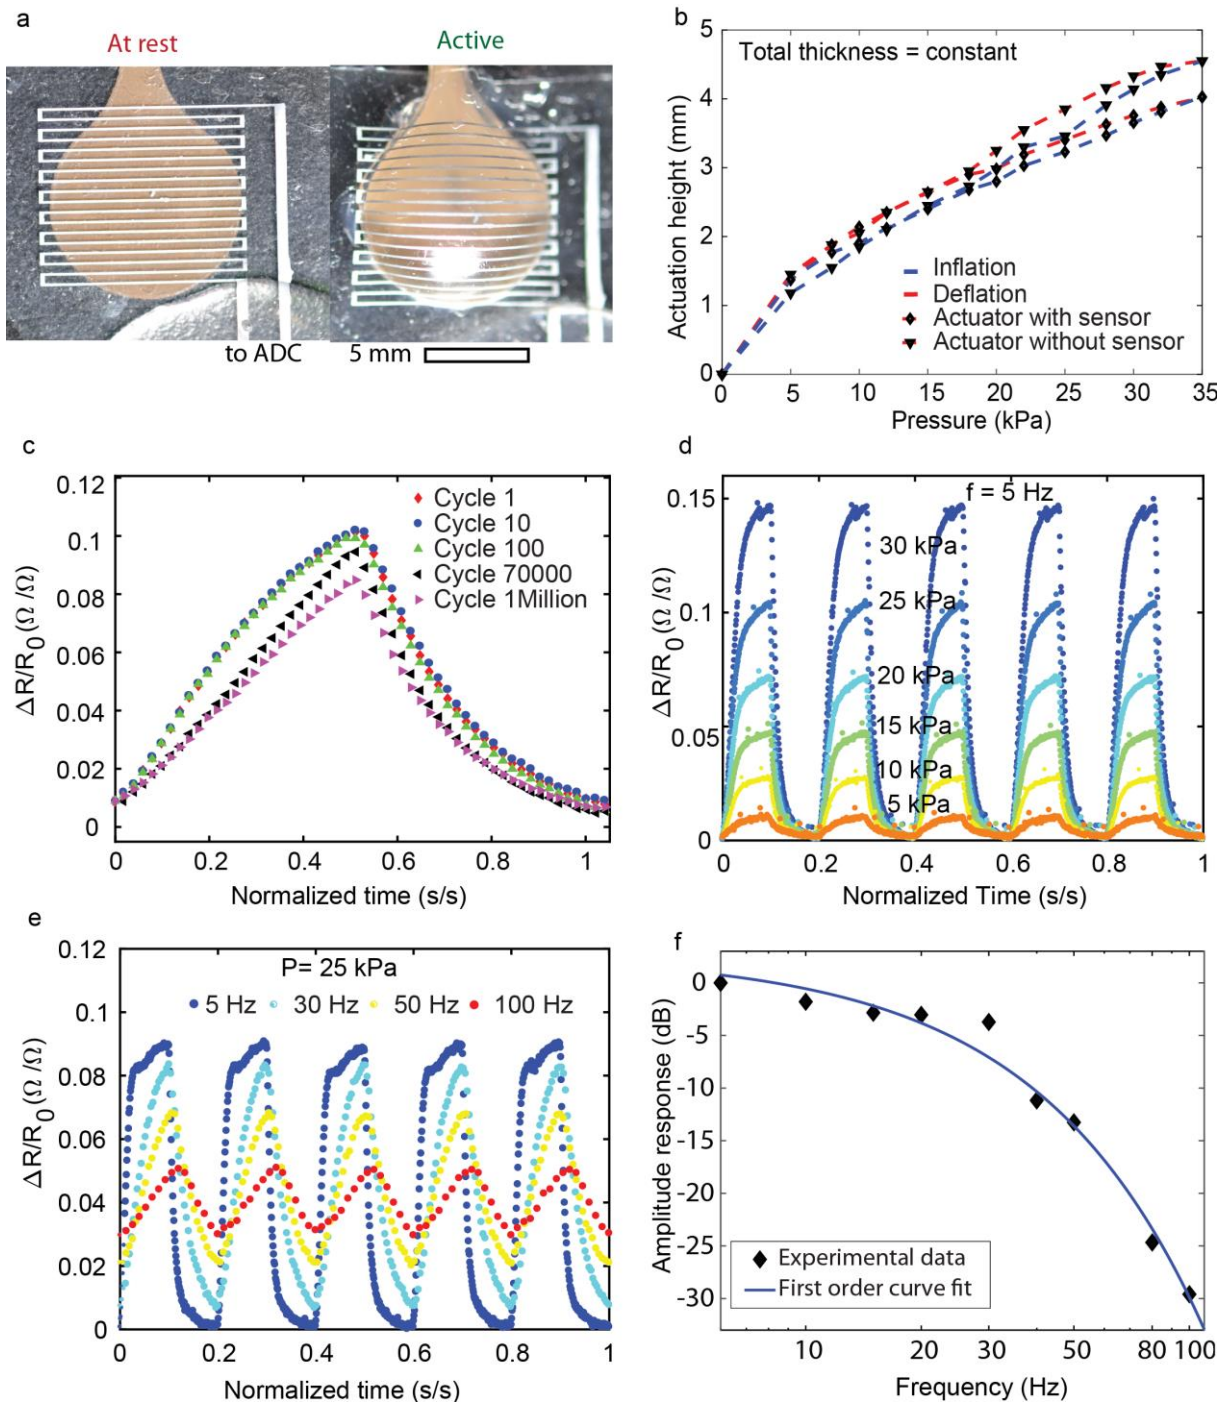 a
At rest
Active
to ADC
5 mm
b
Total thickness = constant
Actuation height (mm)
5
4
3
2
1
0
Inflation
Deflation
Actuator with sensor
Actuator without sensor
0 5 10 15 20 25 30 35
Pressure (kPa)
c
ΔR/R0 (Ω /Ω)
0.12
0.1
0.08
0.06
0.04
0.02
0
Cycle 1
Cycle 10
Cycle 100
Cycle 70000
Cycle 1Million
0 0.2 0.4 0.6 0.8 1
Normalized time (s/s)
d
ΔR/R0 (Ω /Ω)
0.15
0.1
0.05
0
f = 5 Hz
30 kPa
25 kPa
20 kPa
15 kPa
10 kPa
5 kPa
0 0.2 0.4 0.6 0.8 1
Normalized Time (s/s)
e
ΔR/R0 (Ω /Ω)
0.12
0.1
0.08
0.06
0.04
0.02
0
P= 25 kPa
5 Hz 30 Hz 50 Hz 100 Hz
0 0.2 0.4 0.6 0.8 1
Normalized time (s/s)
f
Amplitude response (dB)
0
-5
-10
-15
-20
-25
-30
Experimental data
First order curve fit
10 20 30 50 80 100
Frequency (Hz)